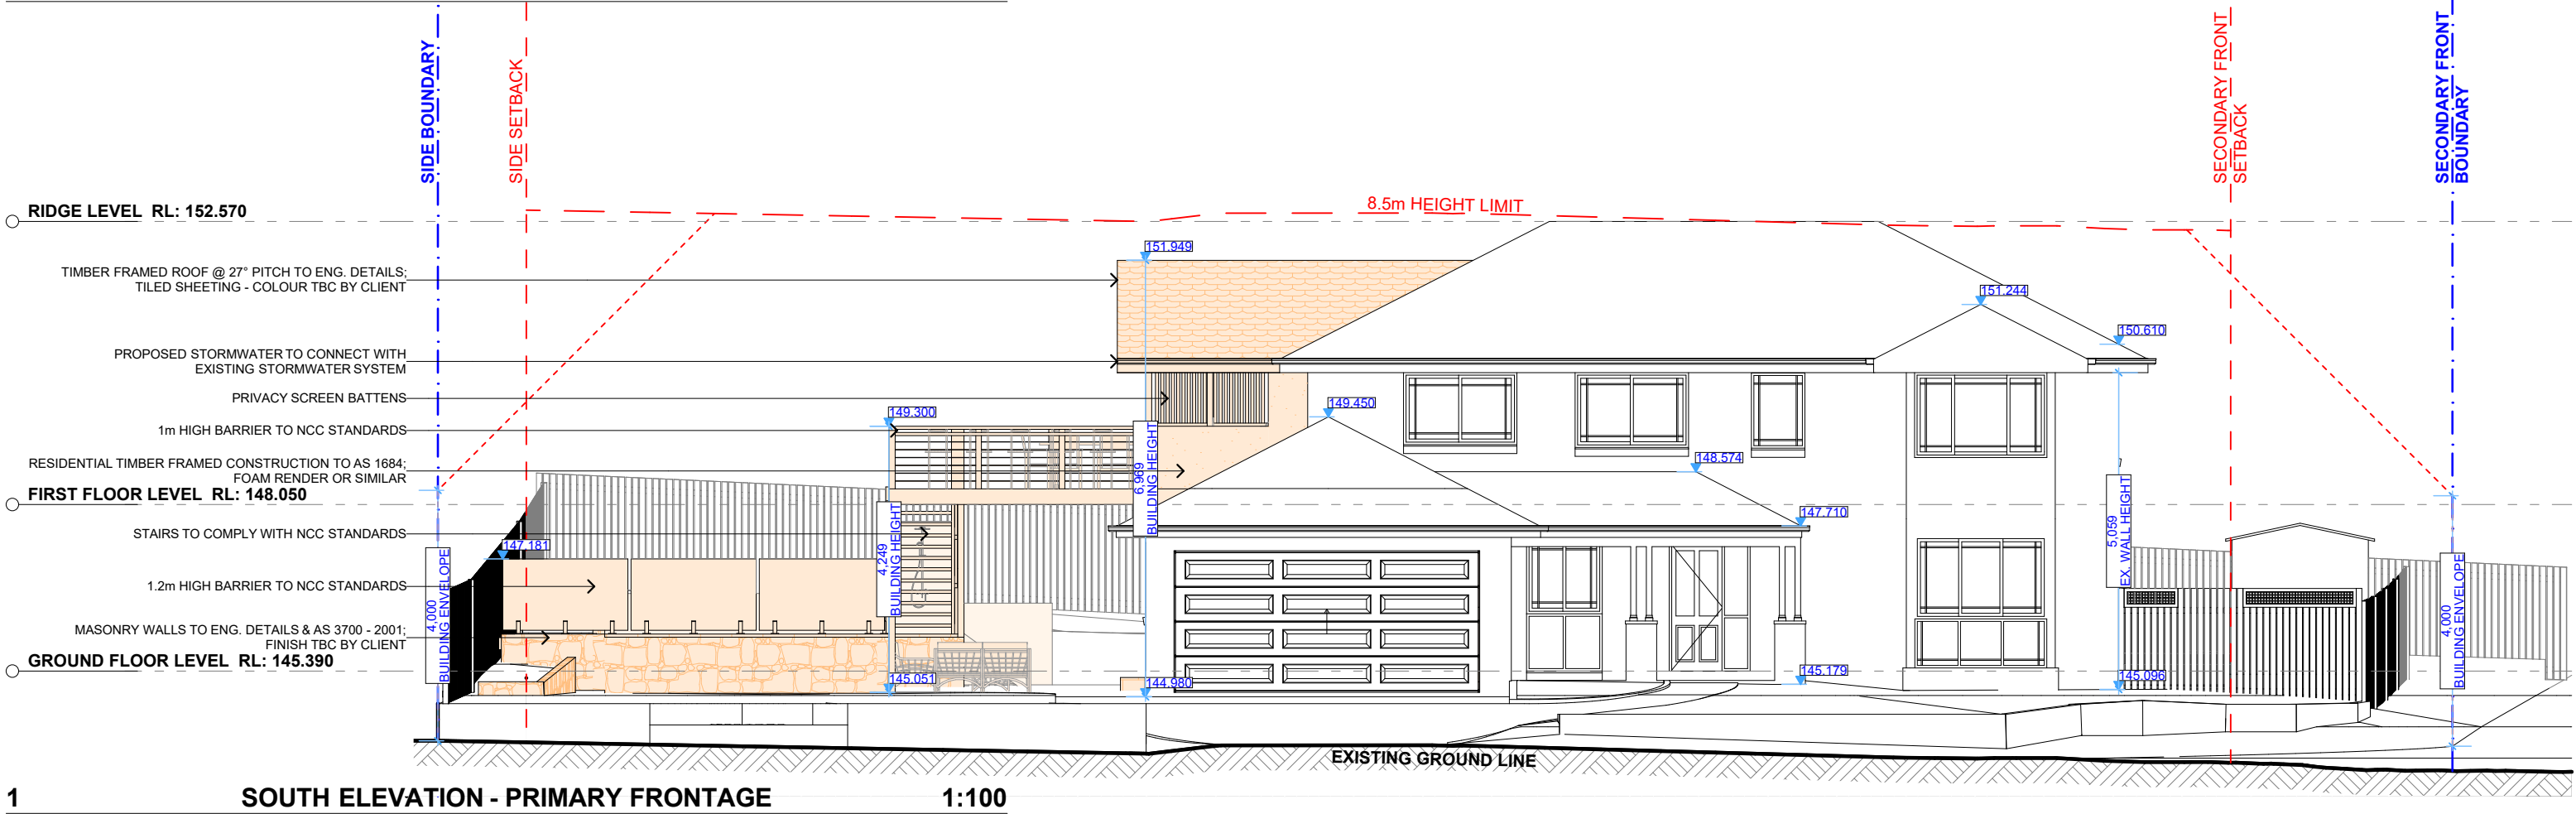 SIDE BOUNDARY
SIDE SETBACK
SECONDARY FRONT
SETBACK
SECONDARY FRONT
BOUNDARY
8.5m HEIGHT LIMIT
RIDGE LEVEL RL: 152.570
TIMBER FRAMED ROOF @ 27° PITCH TO ENG. DETAILS;
TILED SHEETING - COLOUR TBC BY CLIENT
PROPOSED STORMWATER TO CONNECT WITH
EXISTING STORMWATER SYSTEM
PRIVACY SCREEN BATTENS
1m HIGH BARRIER TO NCC STANDARDS
RESIDENTIAL TIMBER FRAMED CONSTRUCTION TO AS 1684;
FOAM RENDER OR SIMILAR
FIRST FLOOR LEVEL RL: 148.050
STAIRS TO COMPLY WITH NCC STANDARDS
1.2m HIGH BARRIER TO NCC STANDARDS
MASONRY WALLS TO ENG. DETAILS & AS 3700 - 2001;
FINISH TBC BY CLIENT
GROUND FLOOR LEVEL RL: 145.390
151.949
151.244
150.610
149.300
149.450
148.574
147.710
147.181
145.051
144.980
145.179
145.096
4,000
BUILDING ENVELOPE
4,249
BUILDING HEIGHT
6,969
BUILDING HEIGHT
5,059
EX. WALL HEIGHT
4,000
BUILDING ENVELOPE
EXISTING GROUND LINE
1 SOUTH ELEVATION - PRIMARY FRONTAGE 1:100